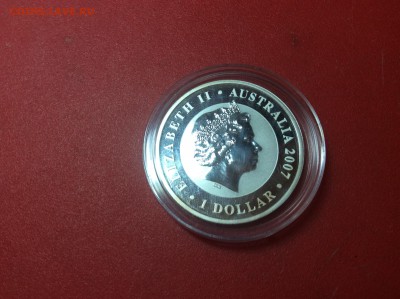 ELIZABETH II · AUSTRALIA 2007 ·
1 DOLLAR ·